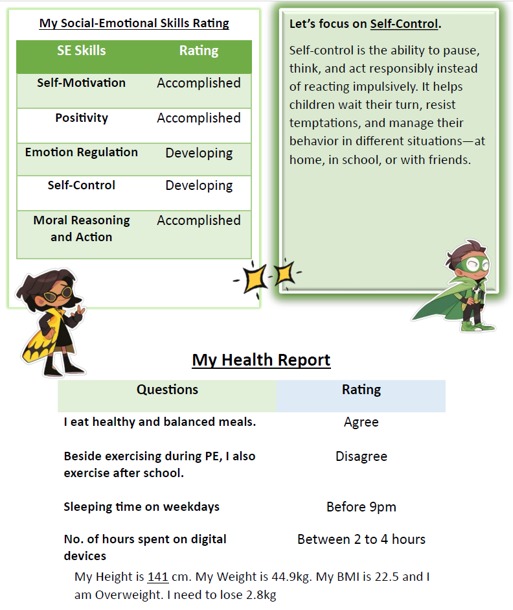 My Social-Emotional Skills Rating
SE Skills Rating
Self-Motivation Accomplished
Positivity Accomplished
Emotion Regulation Developing
Self-Control Developing
Moral Reasoning
and Action Accomplished
Let's focus on Self-Control.
Self-control is the ability to pause,
think, and act responsibly instead
of reacting impulsively. It helps
children wait their turn, resist
temptations, and manage their
behavior in different situations—at
home, in school, or with friends.
My Health Report
Questions Rating
I eat healthy and balanced meals. Agree
Beside exercising during PE, I also
exercise after school. Disagree
Sleeping time on weekdays Before 9pm
No. of hours spent on digital
devices Between 2 to 4 hours
My Height is 141 cm. My Weight is 44.9kg. My BMI is 22.5 and I
am Overweight. I need to lose 2.8kg